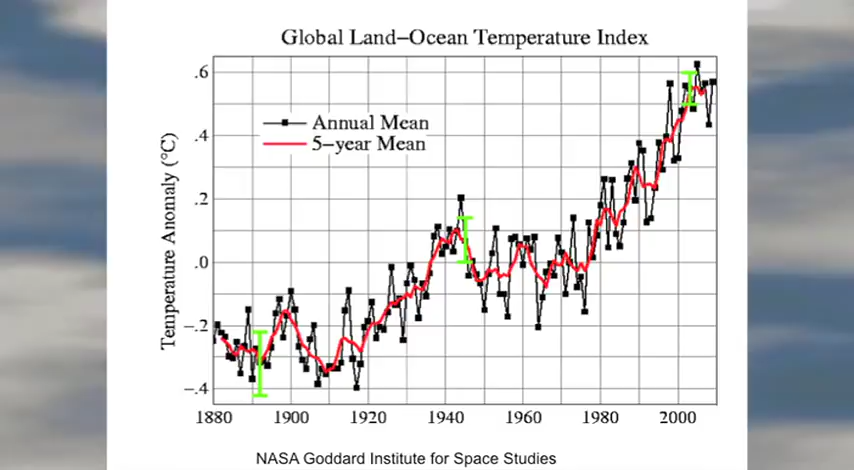 Global Land–Ocean Temperature Index
Temperature Anomaly (°C)
.6
.4
.2
.0
–.2
–.4
Annual Mean
5–year Mean
1880 1900 1920 1940 1960 1980 2000
NASA Goddard Institute for Space Studies